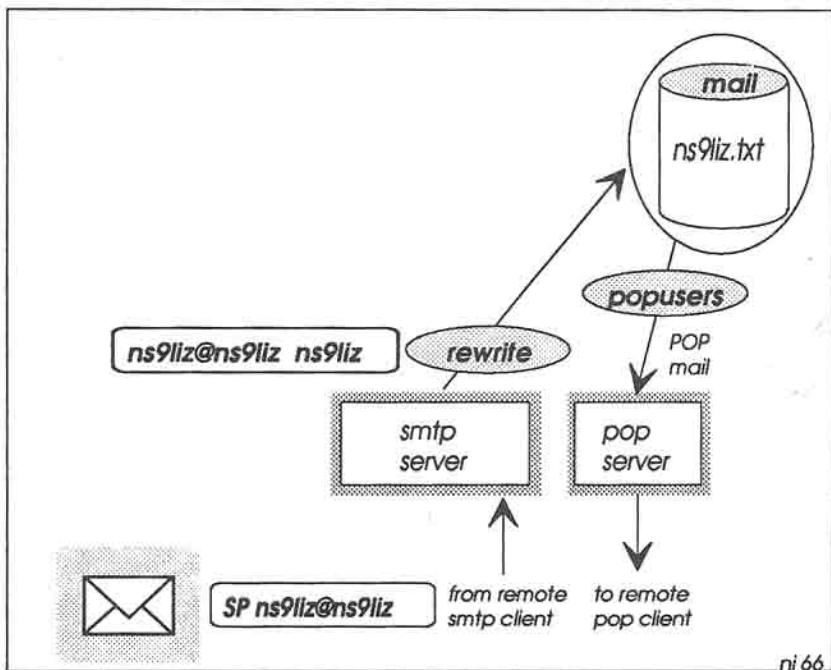 mail
ns9liz.txt
popusers
ns9liz@ns9liz ns9liz
rewrite
POP
mail
smtp
server
pop
server
SP ns9liz@ns9liz
from remote
smtp client
to remote
pop client
ni 66